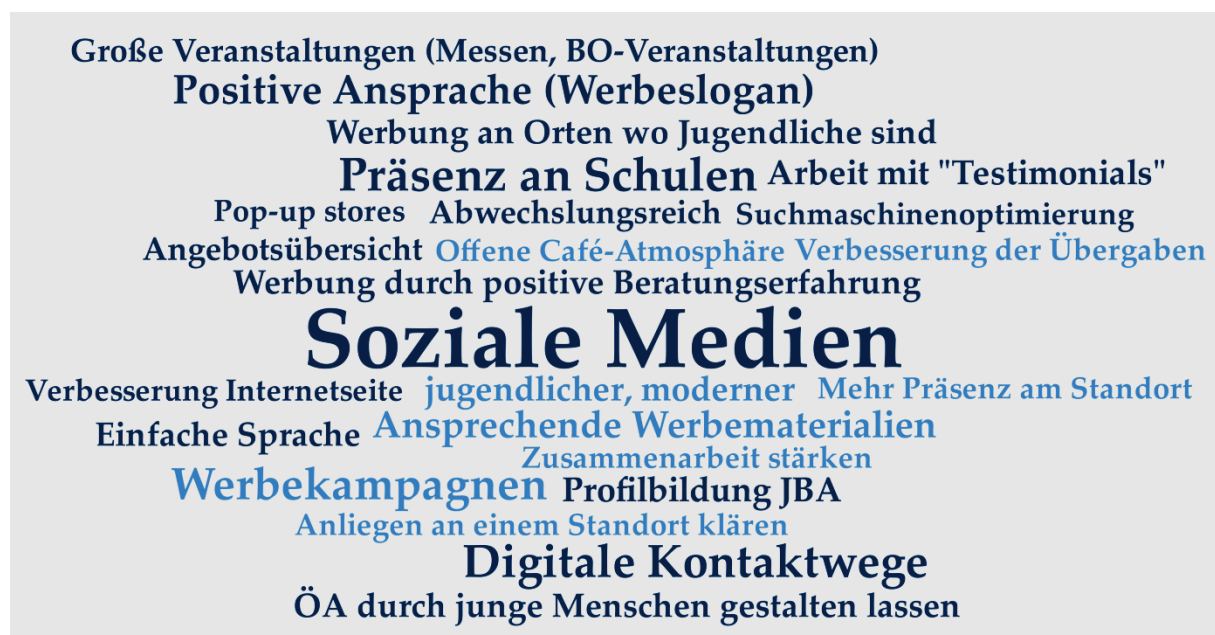 Große Veranstaltungen (Messen, BO-Veranstaltungen)
Positive Ansprache (Werbeslogan)
Werbung an Orten wo Jugendliche sind
Präsenz an Schulen Arbeit mit "Testimonials"
Pop-up stores Abwechslungsreich Suchmaschinenoptimierung
Angebotsübersicht Offene Café-Atmosphäre Verbesserung der Übergaben
Werbung durch positive Beratungserfahrung
Soziale Medien
Verbesserung Internetseite jugendlicher, moderner Mehr Präsenz am Standort
Einfache Sprache Ansprechende Werbematerialien
Zusammenarbeit stärken
Werbekampagnen Profilbildung JBA
Anliegen an einem Standort klären
Digitale Kontaktwege
ÖA durch junge Menschen gestalten lassen